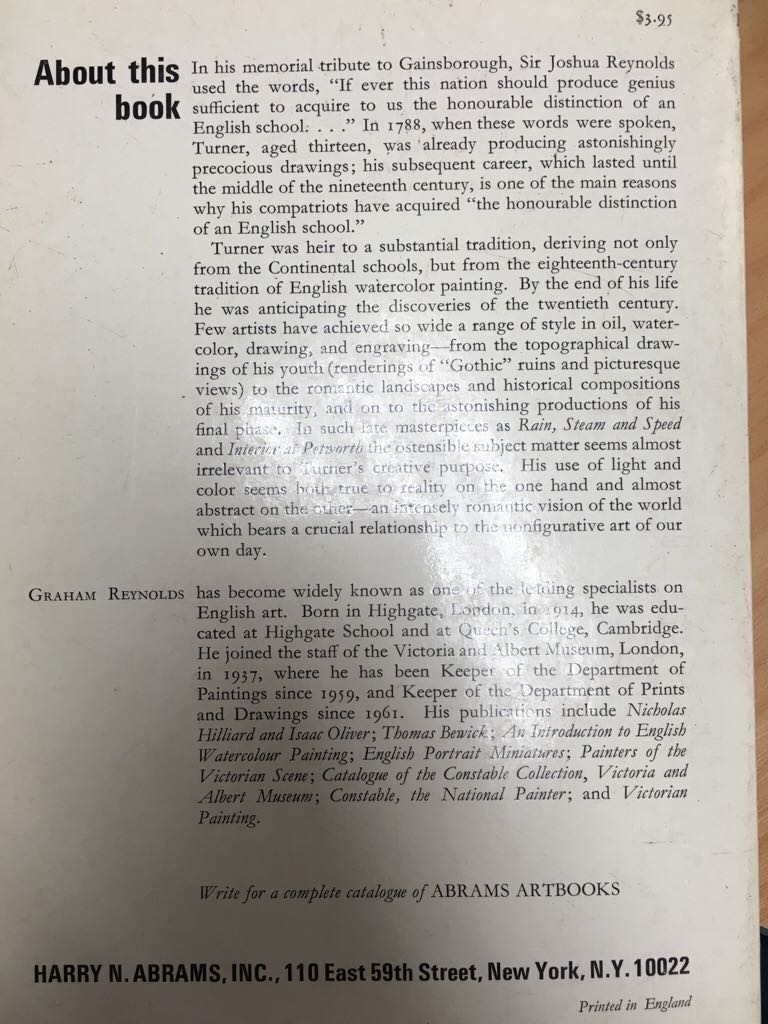 $3.95
About this
book
In his memorial tribute to Gainsborough, Sir Joshua Reynolds
used the words, “If ever this nation should produce genius
sufficient to acquire to us the honourable distinction of an
English school. . . .” In 1788, when these words were spoken,
Turner, aged thirteen, was already producing astonishingly
precocious drawings; his subsequent career, which lasted until
the middle of the nineteenth century, is one of the main reasons
why his compatriots have acquired “the honourable distinction
of an English school.”
Turner was heir to a substantial tradition, deriving not only
from the Continental schools, but from the eighteenth-century
tradition of English watercolor painting. By the end of his life
he was anticipating the discoveries of the twentieth century.
Few artists have achieved so wide a range of style in oil, water-
color, drawing, and engraving—from the topographical draw-
ings of his youth (renderings of “Gothic” ruins and picturesque
views) to the romantic landscapes and historical compositions
of his maturity, and on to the astonishing productions of his
final phase. In such late masterpieces as Rain, Steam and Speed
and Interior at Petworth the ostensible subject matter seems almost
irrelevant to Turner's creative purpose. His use of light and
color seems both true to reality on the one hand and almost
abstract on the other—an intensely romantic vision of the world
which bears a crucial relationship to the nonfigurative art of our
own day.
GRAHAM REYNOLDS has become widely known as one of the leading specialists on
English art. Born in Highgate, London, in 1914, he was edu-
cated at Highgate School and at Queen's College, Cambridge.
He joined the staff of the Victoria and Albert Museum, London,
in 1937, where he has been Keeper of the Department of
Paintings since 1959, and Keeper of the Department of Prints
and Drawings since 1961. His publications include Nicholas
Hilliard and Isaac Oliver; Thomas Bewick; An Introduction to English
Watercolour Painting; English Portrait Miniatures; Painters of the
Victorian Scene; Catalogue of the Constable Collection, Victoria and
Albert Museum; Constable, the National Painter; and Victorian
Painting.
Write for a complete catalogue of ABRAMS ARTBOOKS
HARRY N. ABRAMS, INC., 110 East 59th Street, New York, N.Y. 10022
Printed in England